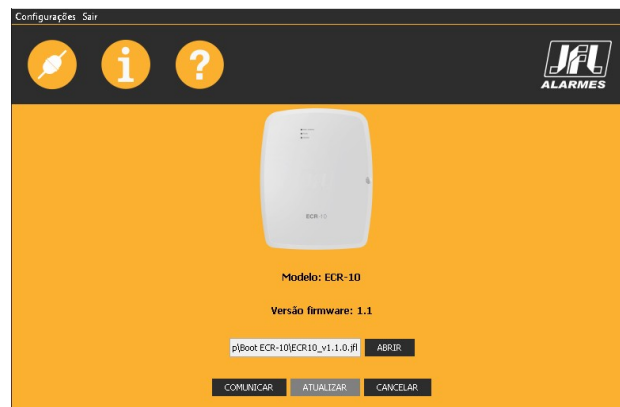 Configurações Sair
JFL
ALARMES
ECR-10
Modelo: ECR-10
Versão firmware: 1.1
p\Boot ECR-10\ECR10_v1.1.0.jfl ABRIR
COMUNICAR ATUALIZAR CANCELAR